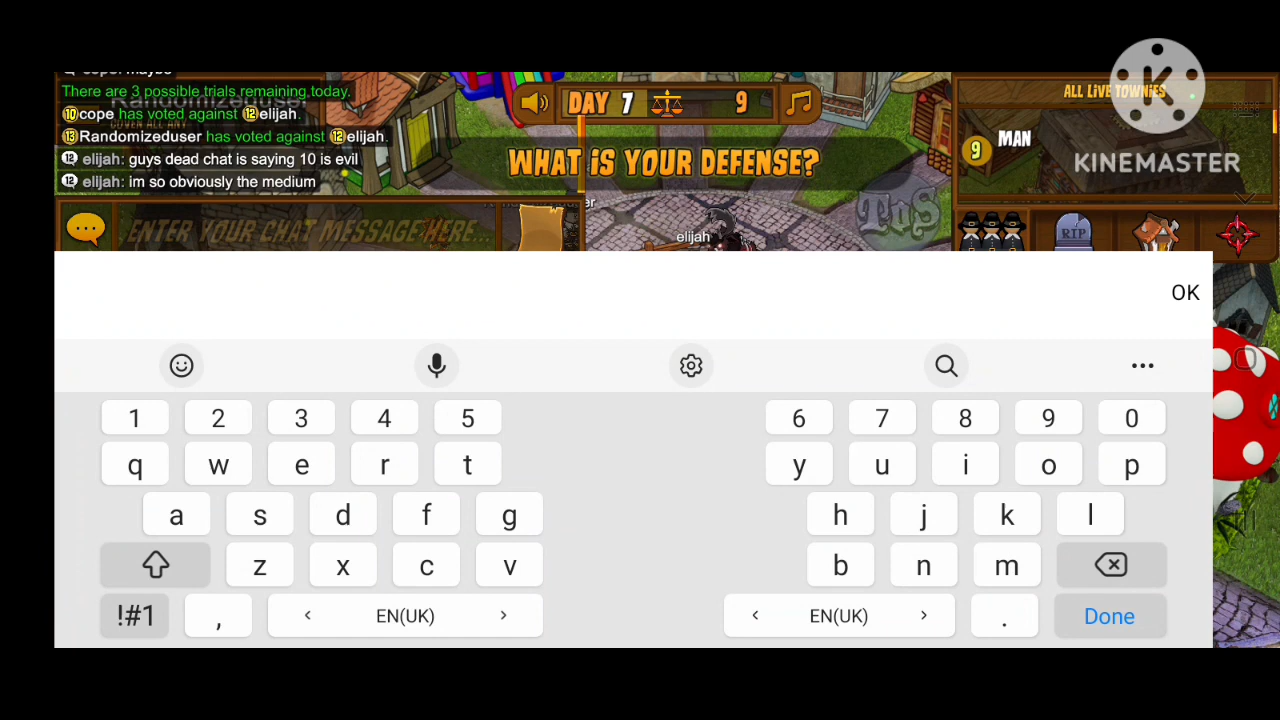 cope: maybe
There are 3 possible trials remaining today.
10 cope has voted against 12 elijah.
13 Randomizeduser has voted against 12 elijah.
12 elijah: guys dead chat is saying 10 is evil
12 elijah: im so obviously the medium
DAY 7
9
WHAT IS YOUR DEFENSE?
ALL LIVE TOWNIES
9 MAN
K
KINEMASTER
ENTER YOUR CHAT MESSAGE HERE...
elijah
ToS
RIP
OK
1 2 3 4 5 6 7 8 9 0
q w e r t y u i o p
a s d f g h j k l
z x c v b n m
!#1 , < EN(UK) > < EN(UK) > . Done